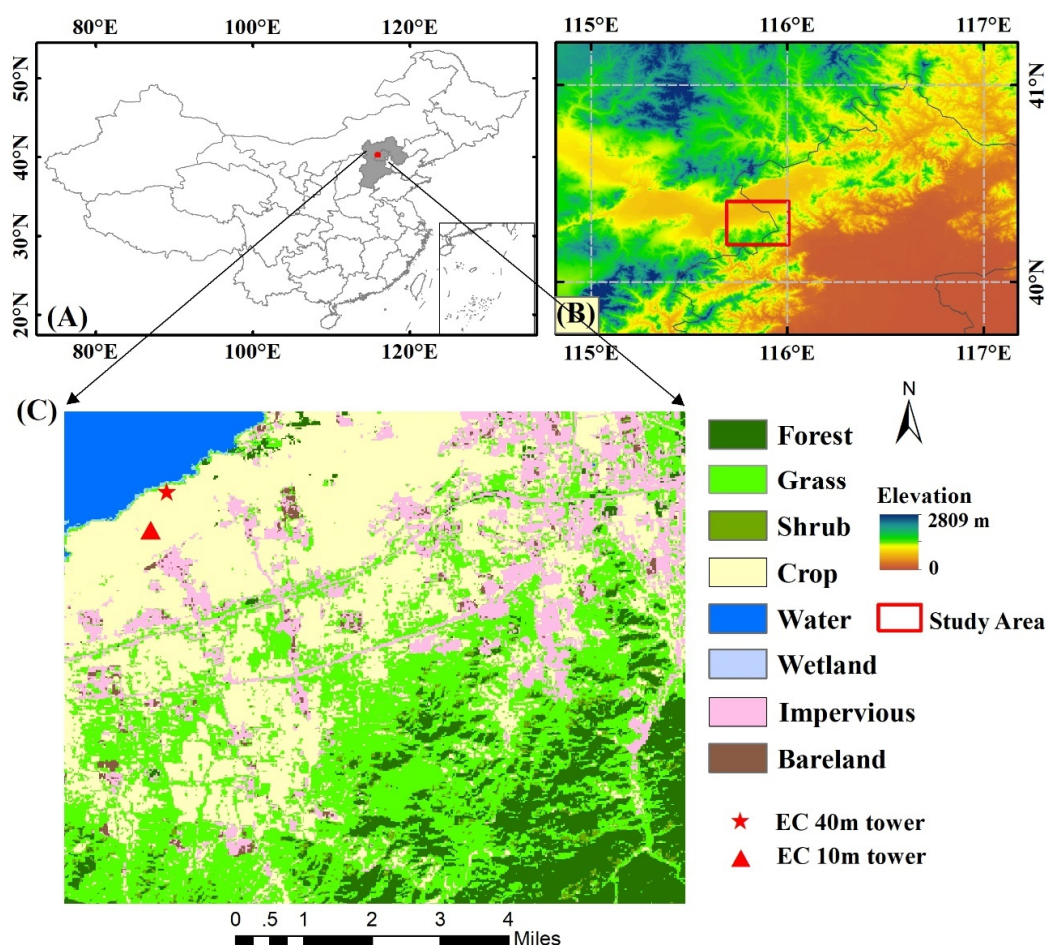 80°E 100°E 120°E
50°N
40°N
30°N
20°N
(A)
80°E 100°E 120°E
115°E 116°E 117°E
41°N
40°N
(B)
115°E 116°E 117°E
(C)
N
Forest
Grass
Shrub
Crop
Water
Wetland
Impervious
Bareland
Elevation
2809 m
0
Study Area
EC 40m tower
EC 10m tower
0 .5 1 2 3 4
Miles